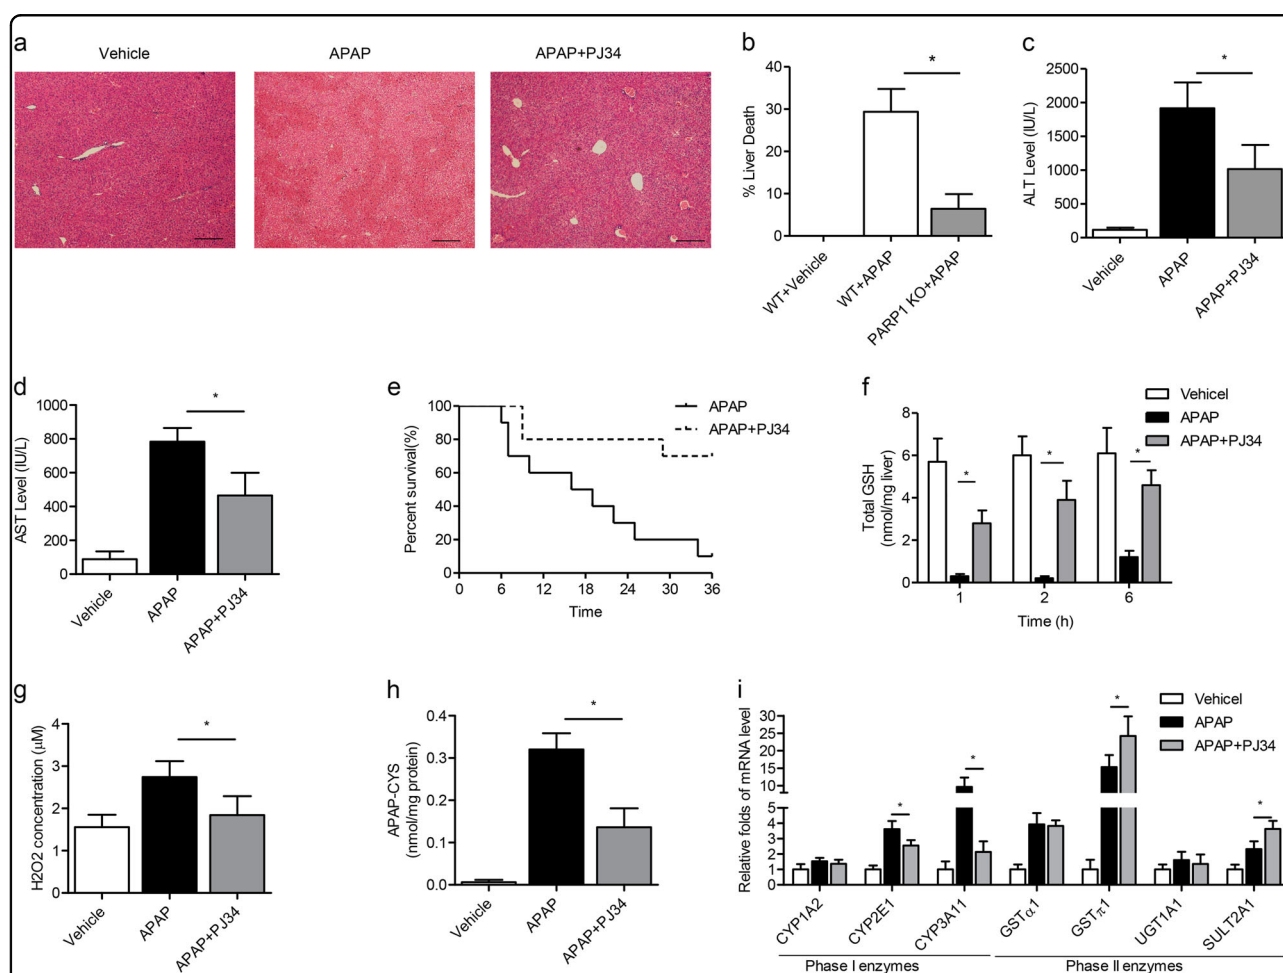 a
Vehicle
APAP
APAP+PJ34
b
% Liver Death
40
30
20
10
0
*
WT+Vehicle
WT+APAP
PARP1 KO+APAP
c
ALT Level (IU/L)
2500
2000
1500
1000
500
0
*
Vehicle
APAP
APAP+PJ34
d
AST Level (IU/L)
1000
800
600
400
200
0
*
Vehicle
APAP
APAP+PJ34
e
Percent survival(%)
100
80
60
40
20
0
0 6 12 18 24 30 36
Time
APAP
APAP+PJ34
f
Total GSH
(nmol/mg liver)
8
6
4
2
0
* * *
1 2 6
Time (h)
Vehicel
APAP
APAP+PJ34
g
H2O2 concentration (μM)
4
3
2
1
0
*
Vehicle
APAP
APAP+PJ34
h
APAP-CYS
(nmol/mg protein)
0.4
0.3
0.2
0.1
0.0
*
Vehicle
APAP
APAP+PJ34
i
Relative folds of mRNA level
30
25
20
15
10
5
4
3
2
1
0
* * * *
Vehicel
APAP
APAP+PJ34
CYP1A2
CYP2E1
CYP3A11
GSTα1
GSTπ1
UGT1A1
SULT2A1
Phase I enzymes
Phase II enzymes